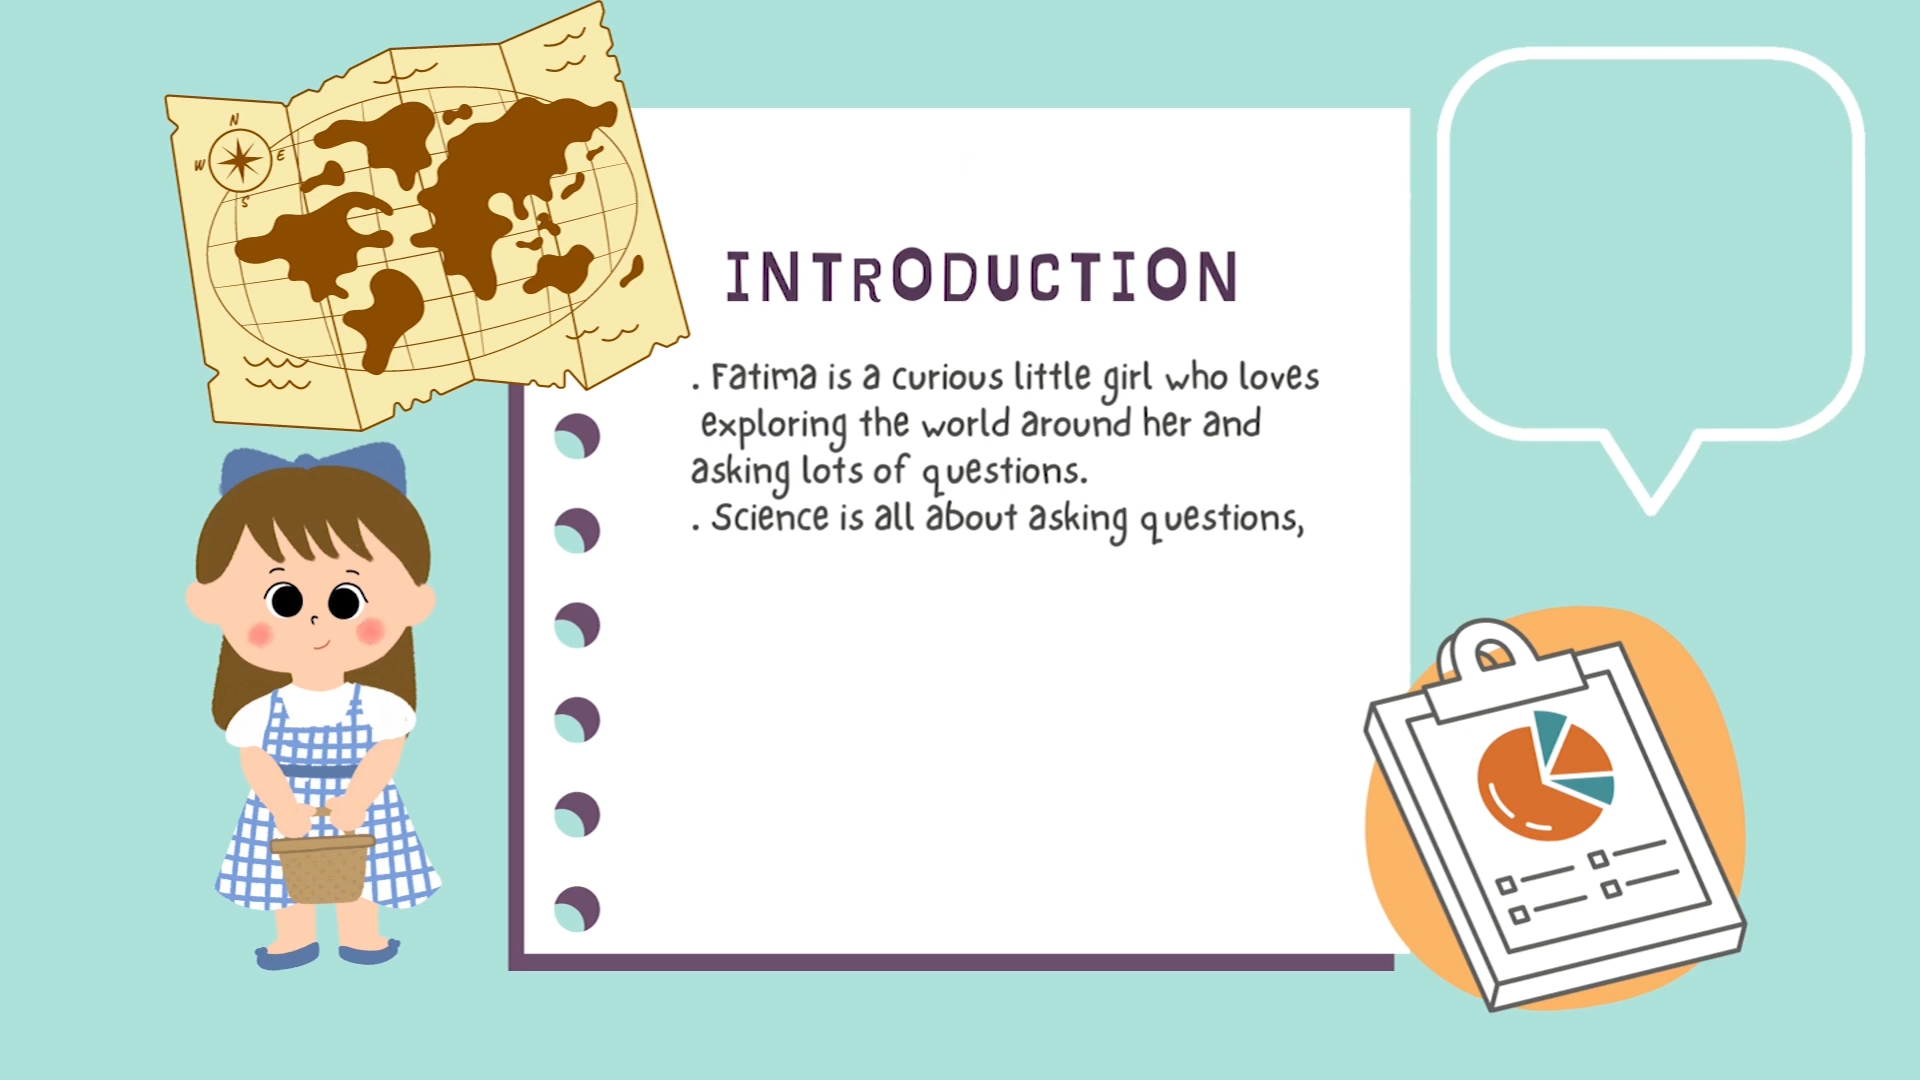 N
W E
S
INTRODUCTION
. Fatima is a curious little girl who loves
exploring the world around her and
asking lots of questions.
. Science is all about asking questions,